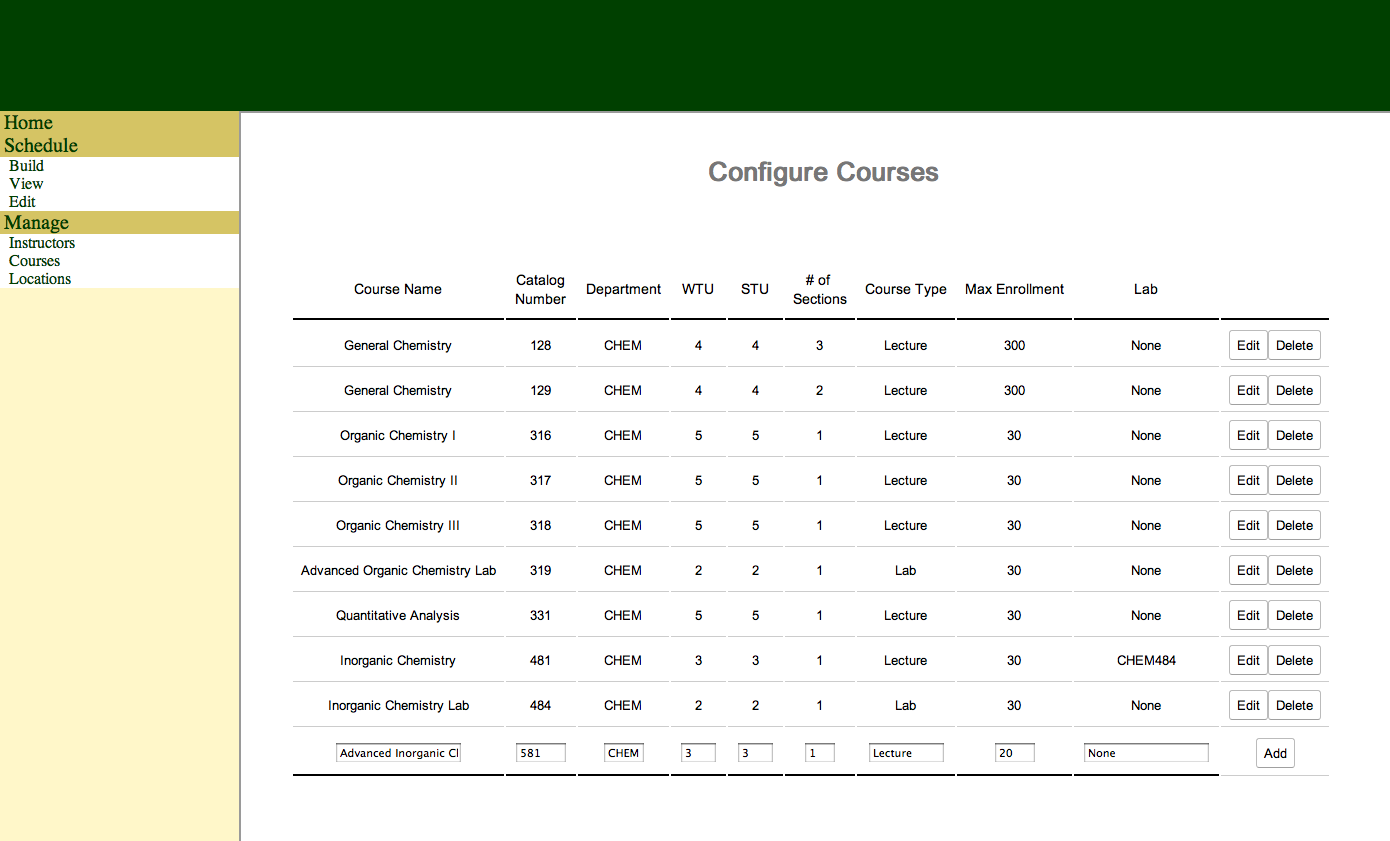 Home
Schedule
Build
View
Edit
Manage
Instructors
Courses
Locations
Configure Courses
Course Name Catalog Number Department WTU STU # of Sections Course Type Max Enrollment Lab
General Chemistry 128 CHEM 4 4 3 Lecture 300 None Edit Delete
General Chemistry 129 CHEM 4 4 2 Lecture 300 None Edit Delete
Organic Chemistry I 316 CHEM 5 5 1 Lecture 30 None Edit Delete
Organic Chemistry II 317 CHEM 5 5 1 Lecture 30 None Edit Delete
Organic Chemistry III 318 CHEM 5 5 1 Lecture 30 None Edit Delete
Advanced Organic Chemistry Lab 319 CHEM 2 2 1 Lab 30 None Edit Delete
Quantitative Analysis 331 CHEM 5 5 1 Lecture 30 None Edit Delete
Inorganic Chemistry 481 CHEM 3 3 1 Lecture 30 CHEM484 Edit Delete
Inorganic Chemistry Lab 484 CHEM 2 2 1 Lab 30 None Edit Delete
Advanced Inorganic 581 CHEM 3 3 1 Lecture 20 None Add